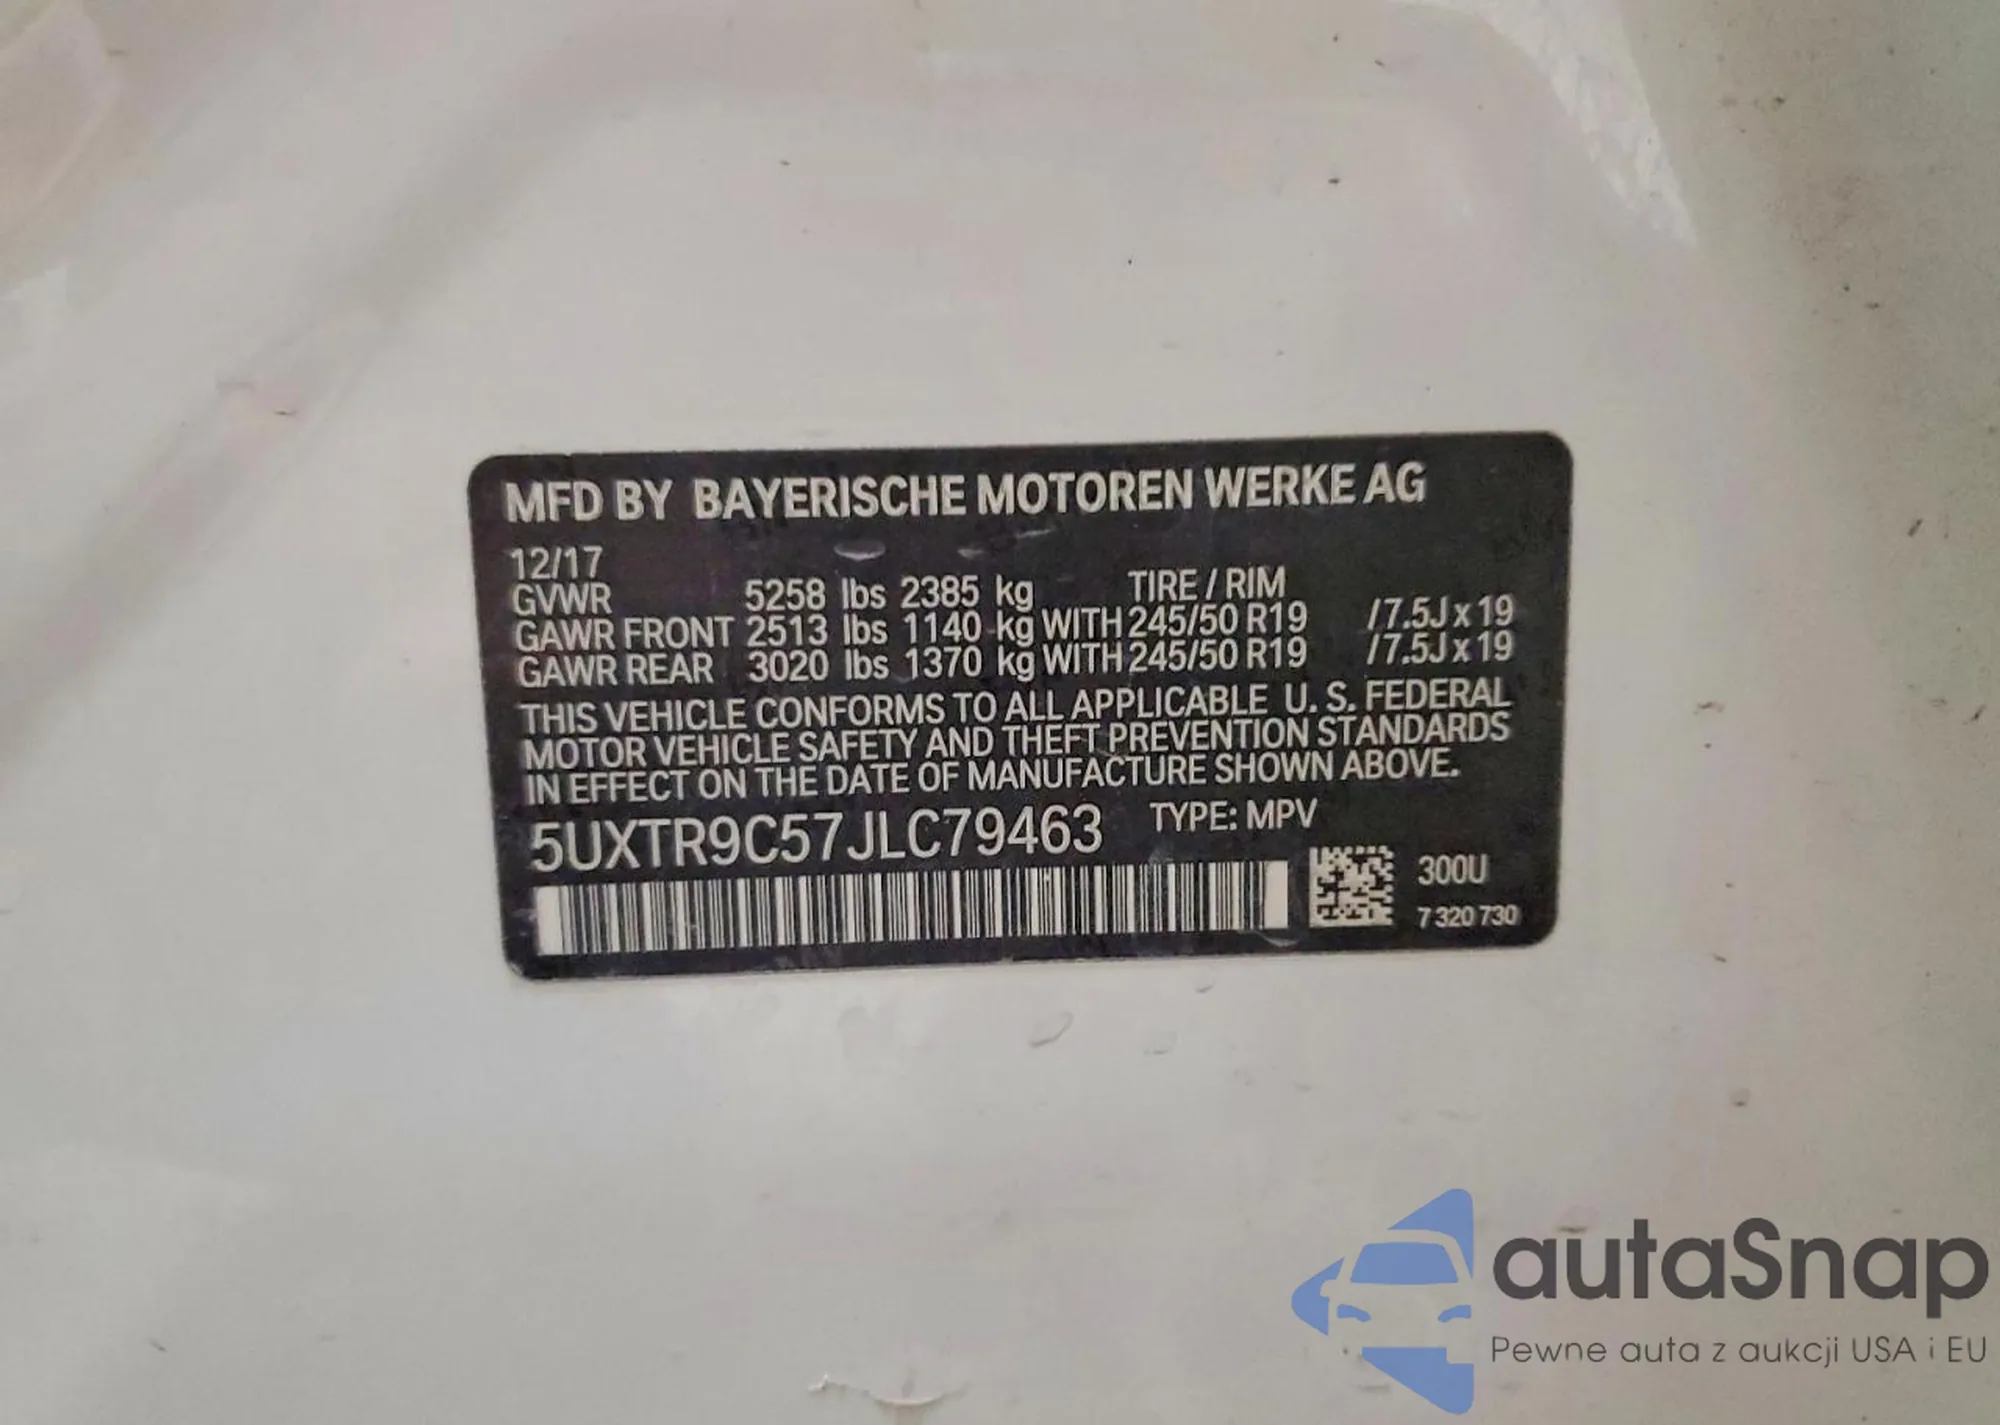 MFD BY BAYERISCHE MOTOREN WERKE AG
12/17
GVWR 5258 lbs 2385 kg TIRE / RIM
GAWR FRONT 2513 lbs 1140 kg WITH 245/50 R19 /7.5J x 19
GAWR REAR 3020 lbs 1370 kg WITH 245/50 R19 /7.5J x 19
THIS VEHICLE CONFORMS TO ALL APPLICABLE U. S. FEDERAL
MOTOR VEHICLE SAFETY AND THEFT PREVENTION STANDARDS
IN EFFECT ON THE DATE OF MANUFACTURE SHOWN ABOVE.
5UXTR9C57JLC79463 TYPE: MPV
300U
7 320 730
autaSnap
Pewne auta z aukcji USA i EU